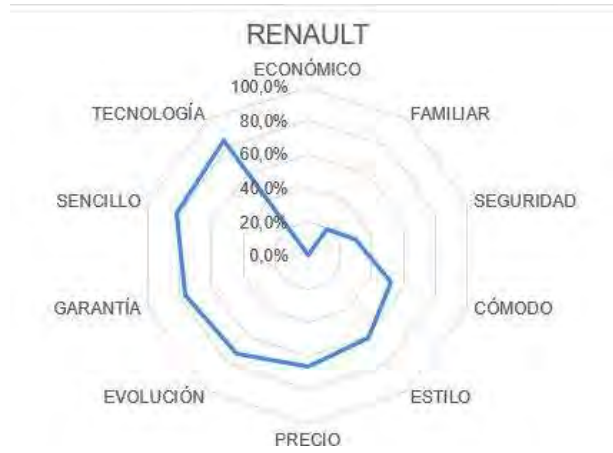 RENAULT
ECONÓMICO
100,0%
TECNOLOGÍA
FAMILIAR
80,0%
60,0%
SENCILLO
40,0%
SEGURIDAD
20,0%
0,0%
GARANTÍA
CÓMODO
EVOLUCIÓN
ESTILO
PRECIO